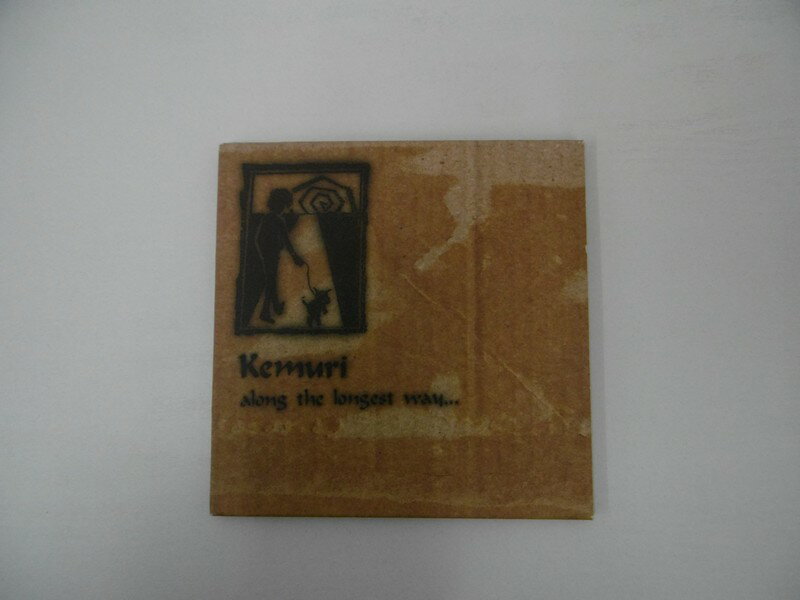 Kemuri
along the longest way...